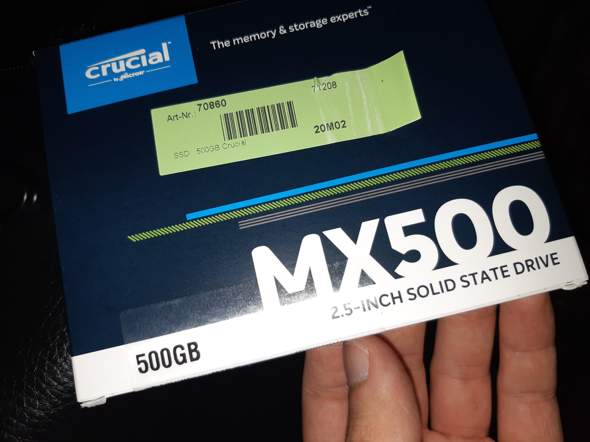 crucial
by Micron
The memory & storage experts™
Art-Nr. 70860
71208
20M02
SSD 500GB Crucial
MX500
2.5-INCH SOLID STATE DRIVE
500GB